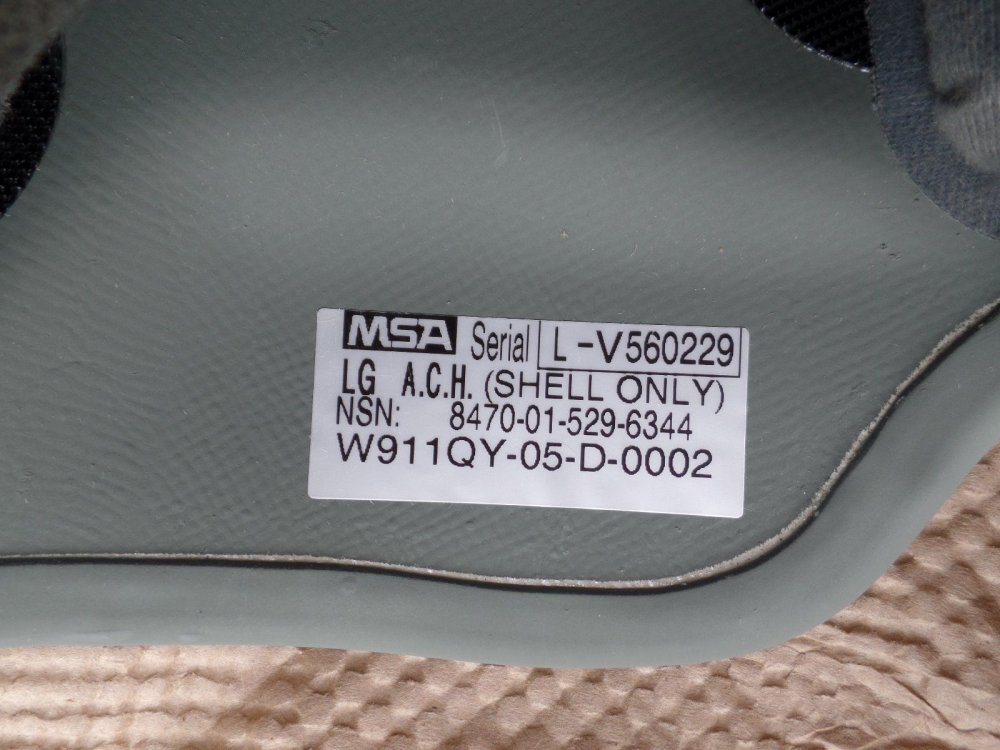 MSA Serial L-V560229
LG A.C.H. (SHELL ONLY)
NSN: 8470-01-529-6344
W911QY-05-D-0002